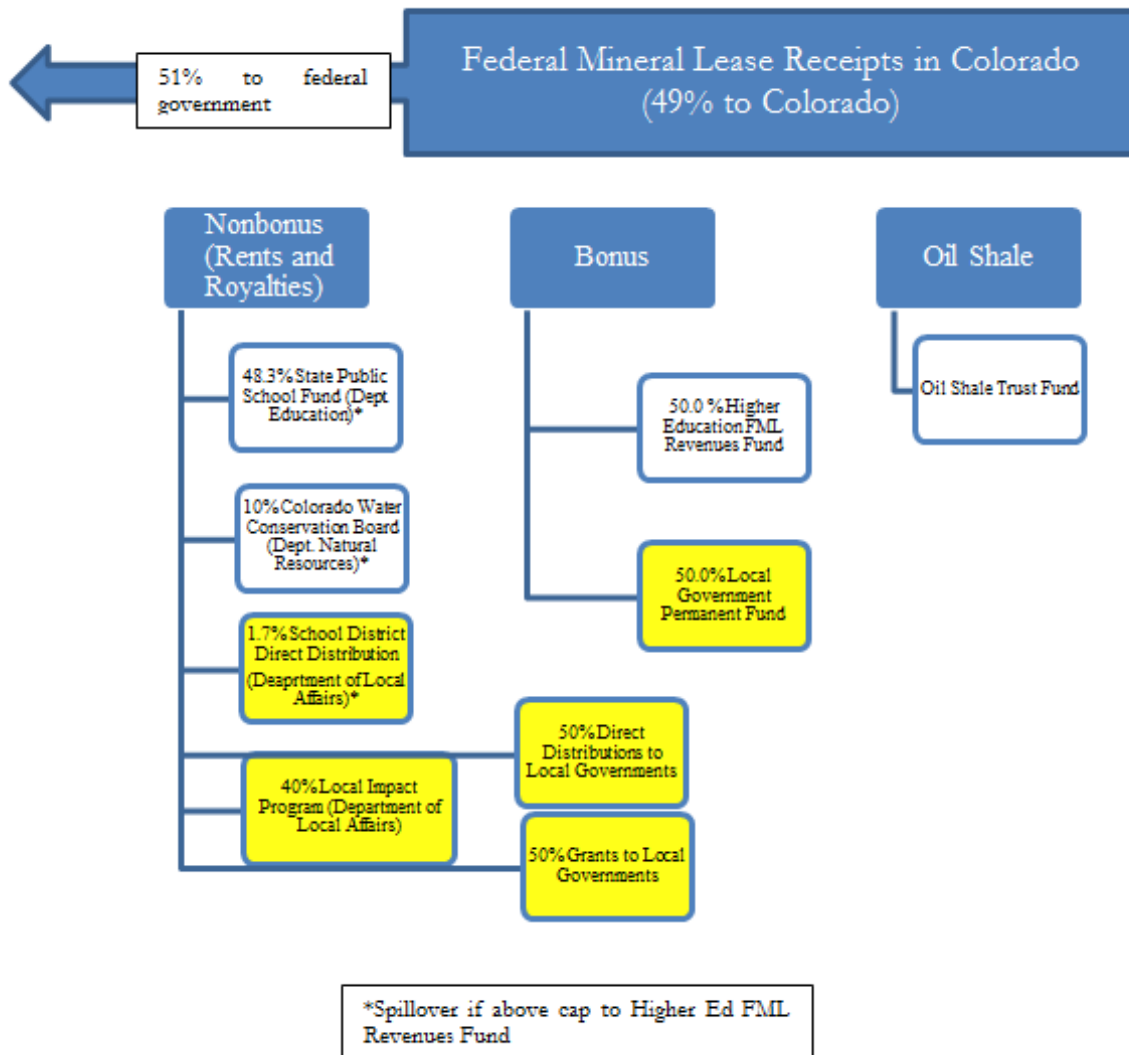 51% to federal
government
Federal Mineral Lease Receipts in Colorado
(49% to Colorado)
Nonbonus
(Rents and
Royalties)
48.3% State Public
School Fund (Dept
Education)*
10% Colorado Water
Conservation Board
(Dept. Natural
Resources)*
1.7% School District
Direct Distribution
(Deaprtment of Local
Affairs)*
40% Local Impact
Program (Department of
Local Affairs)
50% Direct
Distributions to
Local Governments
50% Grants to Local
Governments
Bonus
50.0 % Higher
Education FML
Revenues Fund
50.0% Local
Government
Permanent Fund
Oil Shale
Oil Shale Trust Fund
*Spillover if above cap to Higher Ed FML
Revenues Fund